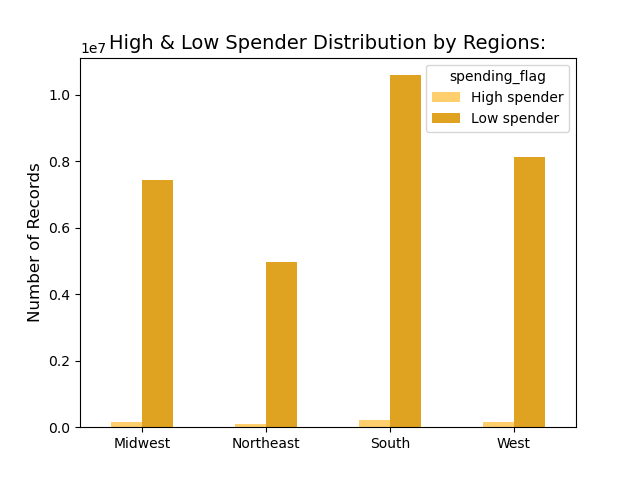 High & Low Spender Distribution by Regions:
1e7
spending_flag
High spender
Low spender
Number of Records
1.0
0.8
0.6
0.4
0.2
0.0
Midwest
Northeast
South
West